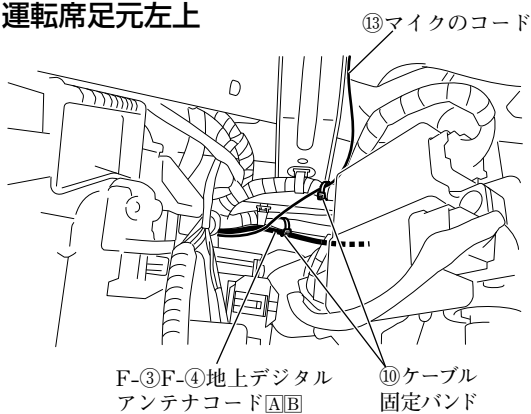 運転席足元左上
⑬マイクのコード
F-③F-④地上デジタル
アンテナコード🄰🄱
⑩ケーブル
固定バンド